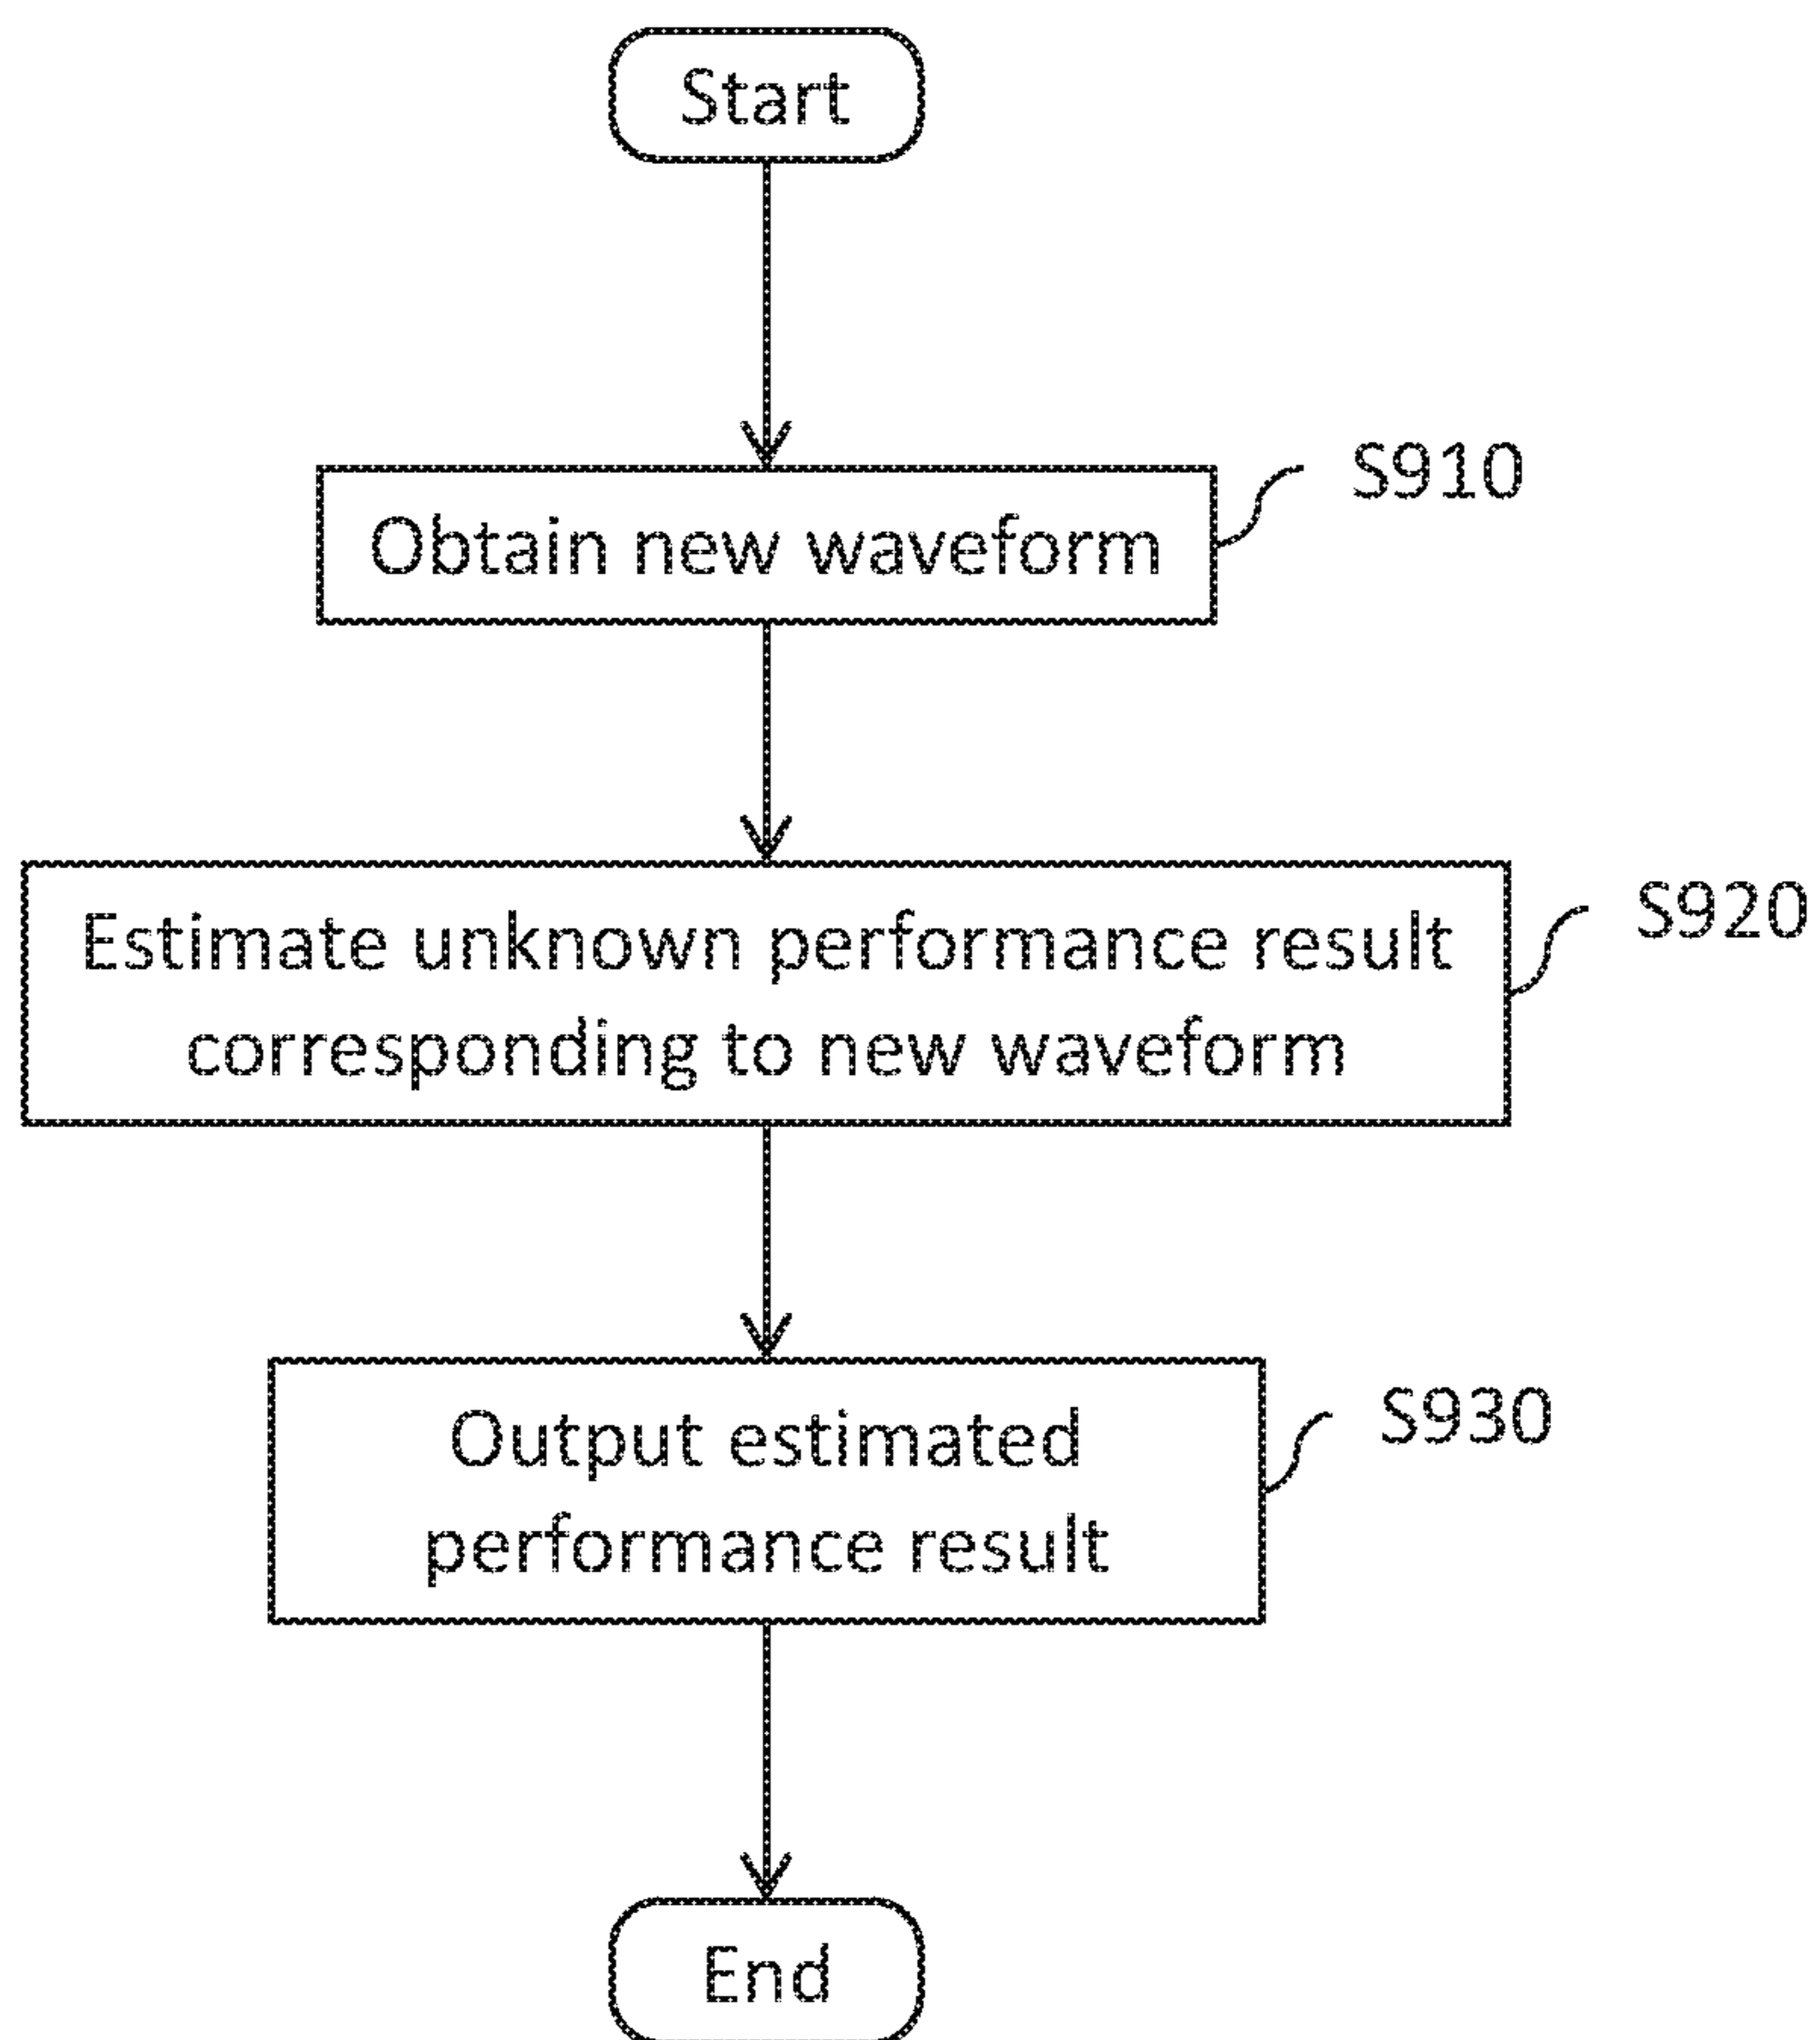 Start
S910
Obtain new waveform
S920
Estimate unknown performance result
corresponding to new waveform
S930
Output estimated
performance result
End